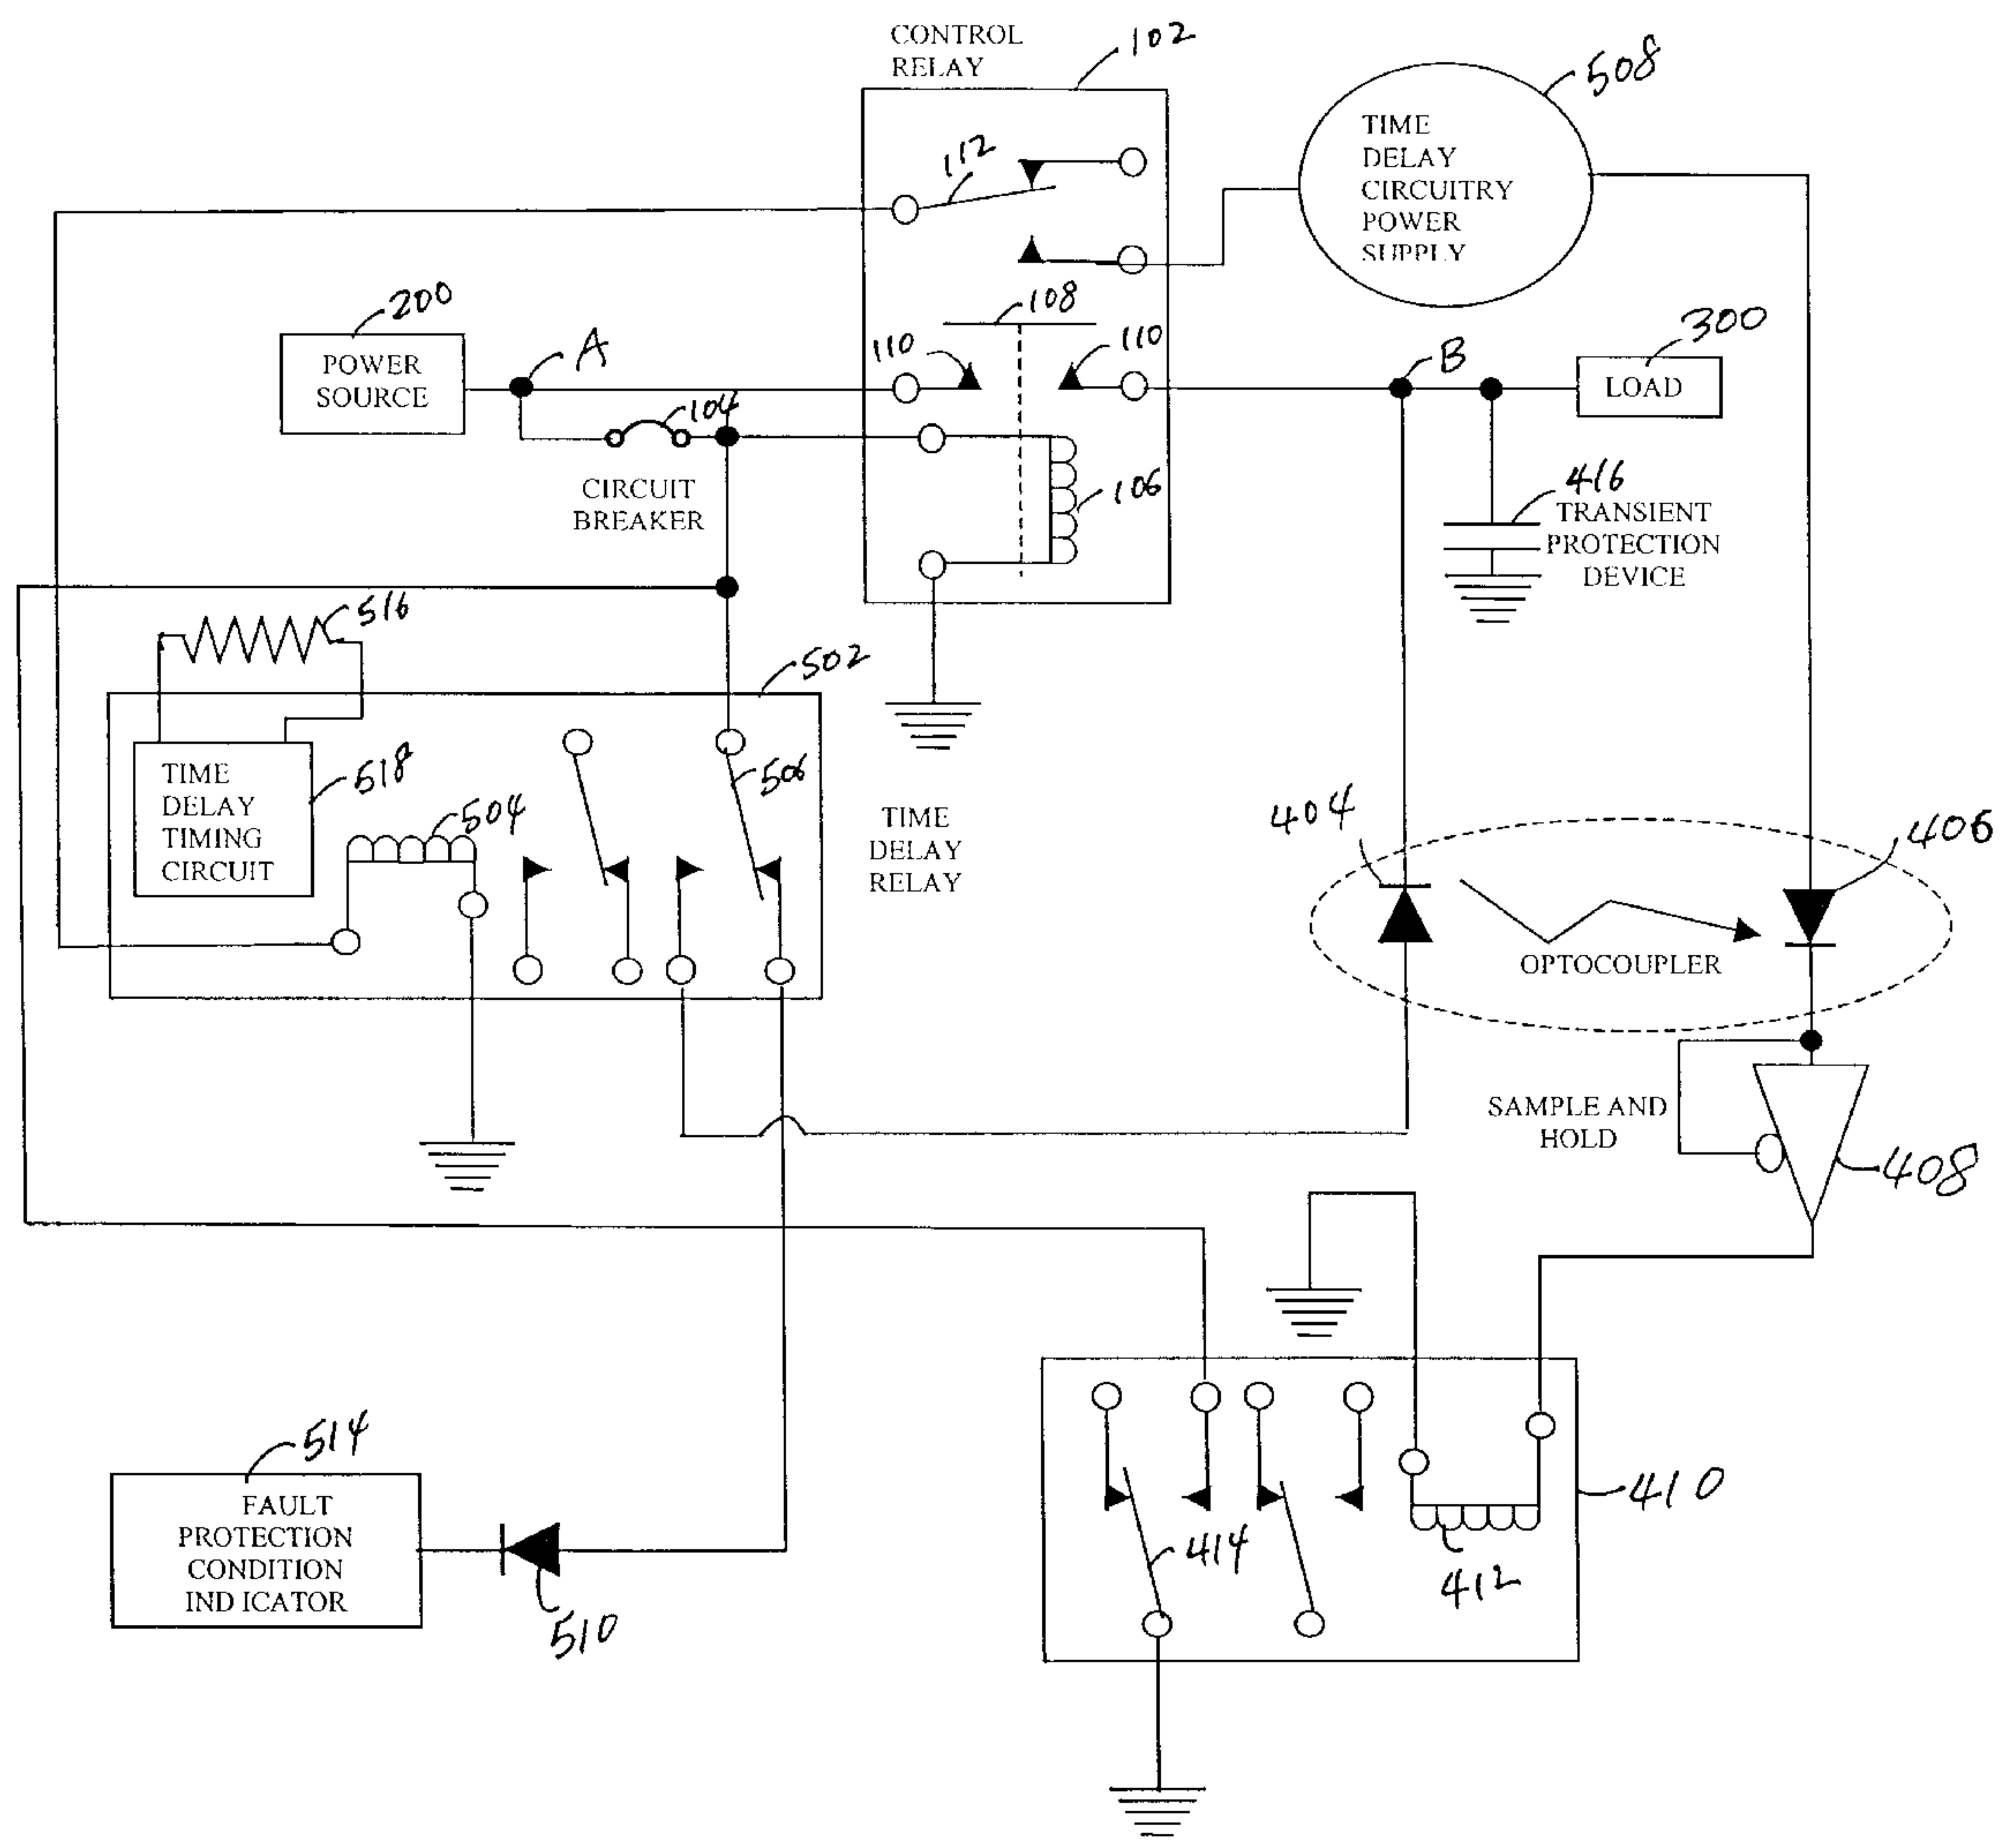 CONTROL
RELAY
102
508
TIME
DELAY
CIRCUITRY
POWER
SUPPLY
112
200
108
300
POWER
SOURCE
A
110
110
B
LOAD
104
CIRCUIT
BREAKER
106
416
TRANSIENT
PROTECTION
DEVICE
516
502
TIME
DELAY
TIMING
CIRCUIT
518
504
506
TIME
DELAY
RELAY
404
406
OPTOCOUPLER
SAMPLE AND
HOLD
408
514
FAULT
PROTECTION
CONDITION
INDICATOR
510
414
412
410